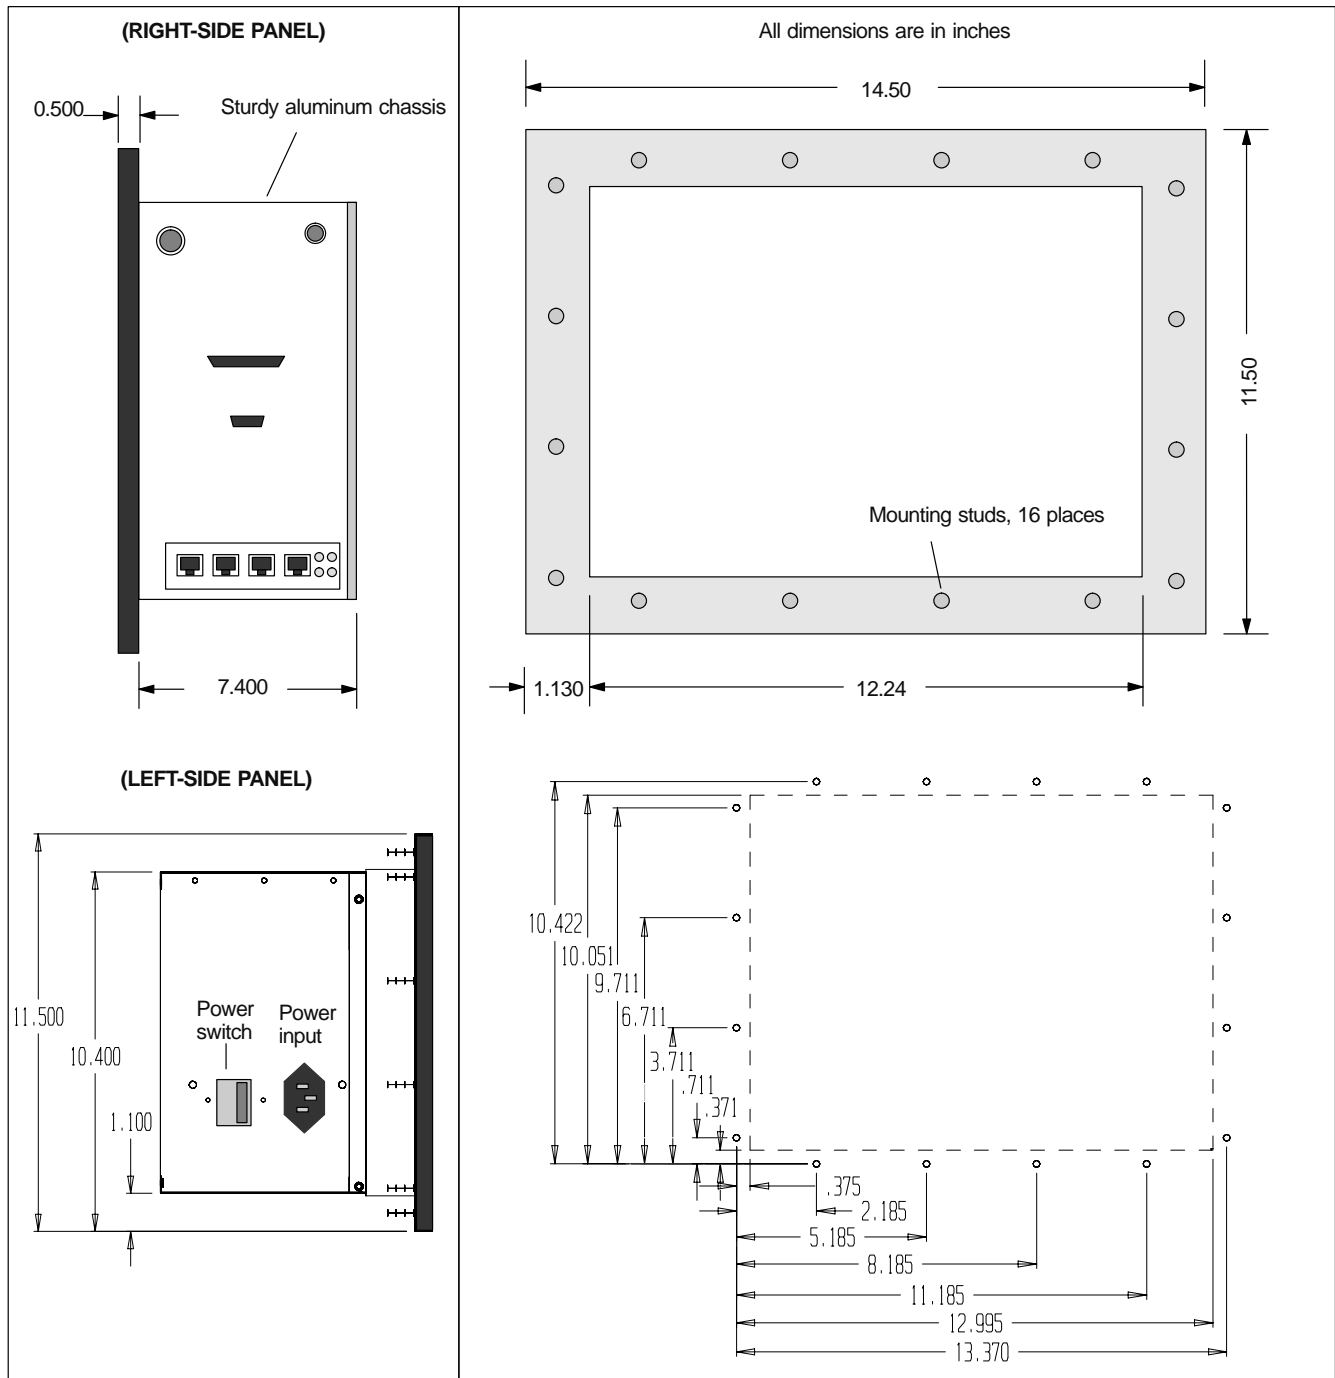 (RIGHT-SIDE PANEL)
All dimensions are in inches
0.500
Sturdy aluminum chassis
14.50
11.50
Mounting studs, 16 places
7.400
1.130
12.24
(LEFT-SIDE PANEL)
11.500
10.400
1.100
Power
switch
Power
input
10.422
10.051
9.711
6.711
3.711
.711
.371
.375
2.185
5.185
8.185
11.185
12.995
13.370